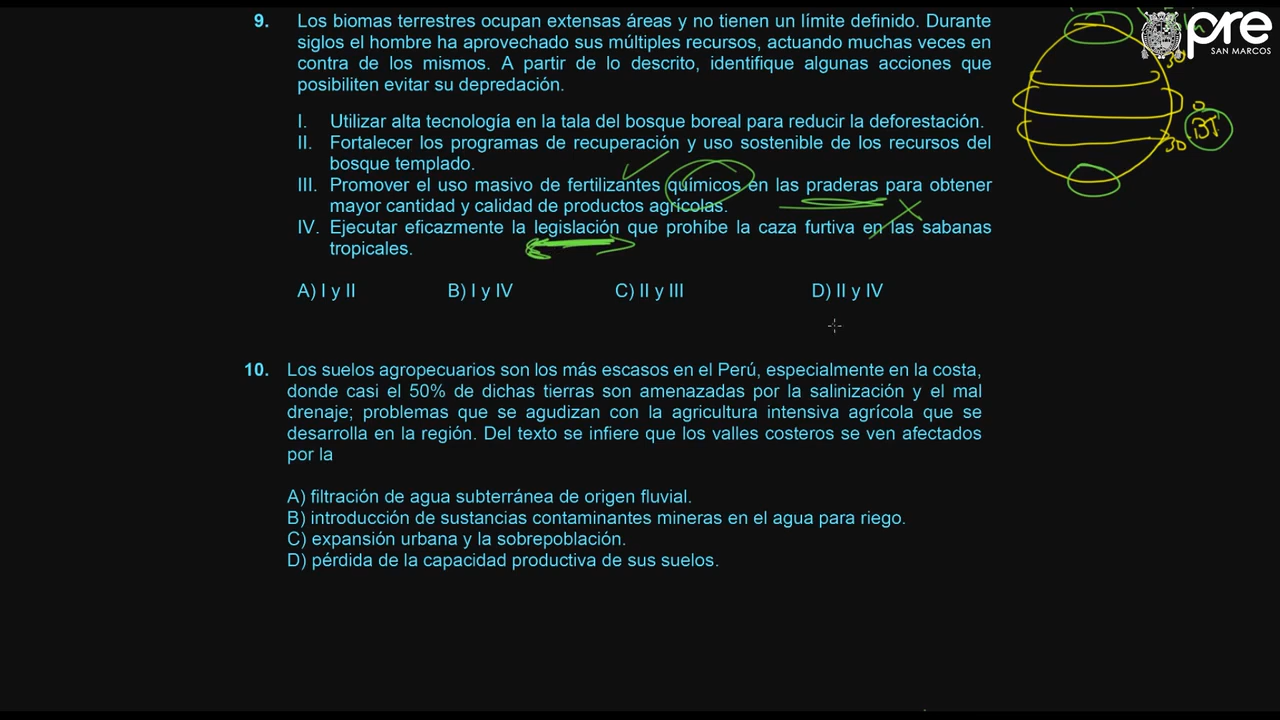 pre
SAN MARCOS
9. Los biomas terrestres ocupan extensas áreas y no tienen un límite definido. Durante
siglos el hombre ha aprovechado sus múltiples recursos, actuando muchas veces en
contra de los mismos. A partir de lo descrito, identifique algunas acciones que
posibiliten evitar su depredación.
30
0
BT
30
I. Utilizar alta tecnología en la tala del bosque boreal para reducir la deforestación.
II. Fortalecer los programas de recuperación y uso sostenible de los recursos del
bosque templado.
III. Promover el uso masivo de fertilizantes químicos en las praderas para obtener
mayor cantidad y calidad de productos agrícolas.
IV. Ejecutar eficazmente la legislación que prohíbe la caza furtiva en las sabanas
tropicales.
A) I y II B) I y IV C) II y III D) II y IV
10. Los suelos agropecuarios son los más escasos en el Perú, especialmente en la costa,
donde casi el 50% de dichas tierras son amenazadas por la salinización y el mal
drenaje; problemas que se agudizan con la agricultura intensiva agrícola que se
desarrolla en la región. Del texto se infiere que los valles costeros se ven afectados
por la
A) filtración de agua subterránea de origen fluvial.
B) introducción de sustancias contaminantes mineras en el agua para riego.
C) expansión urbana y la sobrepoblación.
D) pérdida de la capacidad productiva de sus suelos.